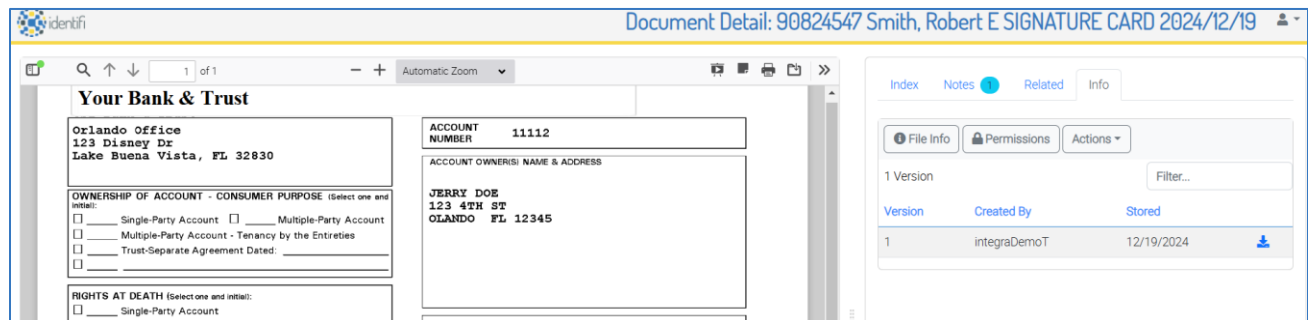 identifi
Document Detail: 90824547 Smith, Robert E SIGNATURE CARD 2024/12/19
1 of 1
Automatic Zoom
Your Bank & Trust
Orlando Office
123 Disney Dr
Lake Buena Vista, FL 32830
OWNERSHIP OF ACCOUNT - CONSUMER PURPOSE (Select one and
initial):
Single-Party Account Multiple-Party Account
Multiple-Party Account - Tenancy by the Entireties
Trust-Separate Agreement Dated:
RIGHTS AT DEATH (Select one and initial):
Single-Party Account
ACCOUNT
NUMBER 11112
ACCOUNT OWNER(S) NAME & ADDRESS
JERRY DOE
123 4TH ST
OLANDO FL 12345
Index Notes 1 Related Info
File Info Permissions Actions
1 Version Filter...
Version Created By Stored
1 integraDemoT 12/19/2024